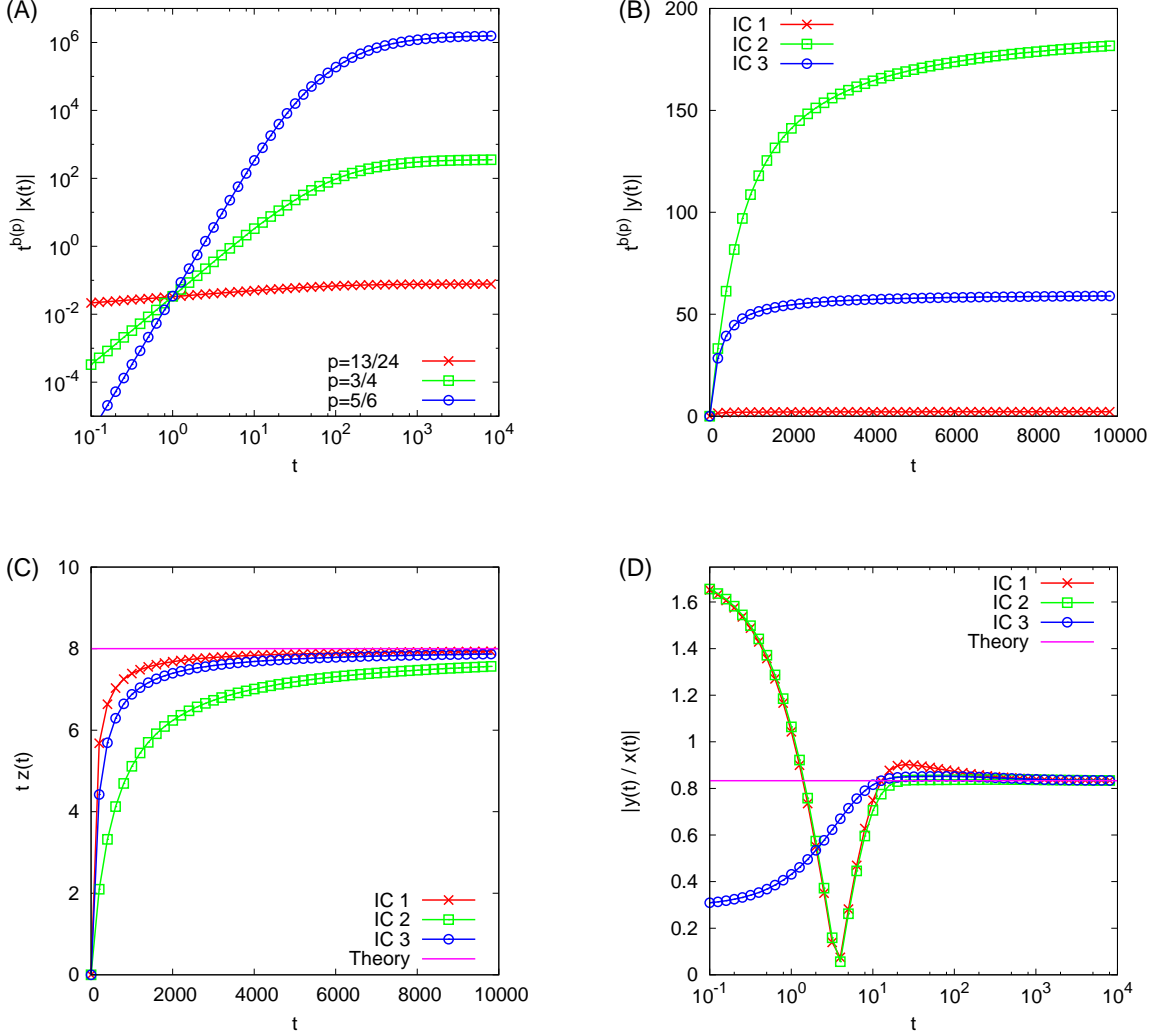 (A)
10^6
10^4
10^2
10^0
10^-2
10^-4
t^b(p) |x(t)|
p=13/24
p=3/4
p=5/6
10^-1 10^0 10^1 10^2 10^3 10^4
t
(B)
200
150
100
50
0
t^b(p) |y(t)|
IC 1
IC 2
IC 3
0 2000 4000 6000 8000 10000
t
(C)
10
8
6
4
2
0
t z(t)
IC 1
IC 2
IC 3
Theory
0 2000 4000 6000 8000 10000
t
(D)
1.6
1.4
1.2
1
0.8
0.6
0.4
0.2
0
|y(t) / x(t)|
IC 1
IC 2
IC 3
Theory
10^-1 10^0 10^1 10^2 10^3 10^4
t